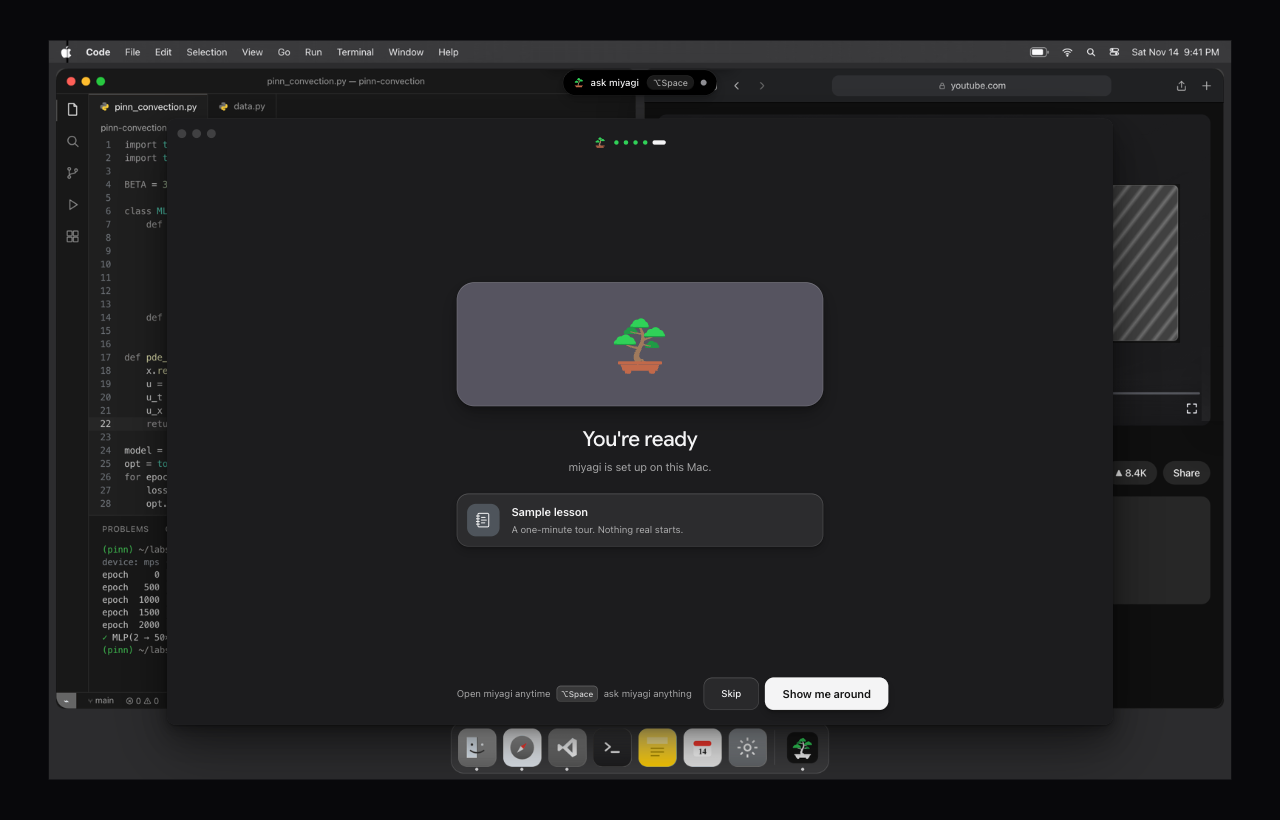 Code File Edit Selection View Go Run Terminal Window Help
Sat Nov 14 9:41 PM
pinn_convection.py — pinn-convection
ask miyagi ⌥Space
youtube.com
pinn_convection.py data.py
pinn-convection
1 import t
2 import t
3
4 BETA = 3
5
6 class ML
7 def
8
9
10
11
12
13
14 def
15
16
17 def pde_
18 x.re
19 u =
20 u_t
21 u_x
22 retu
23
24 model =
25 opt = to
26 for epoc
27 loss
28 opt.
PROBLEMS
(pinn) ~/labs
device: mps
epoch 0
epoch 500
epoch 1000
epoch 1500
epoch 2000
✓ MLP(2 → 50
(pinn) ~/labs
main 0 0
You're ready
miyagi is set up on this Mac.
Sample lesson
A one-minute tour. Nothing real starts.
Open miyagi anytime ⌥Space ask miyagi anything
Skip
Show me around
8.4K
Share
14